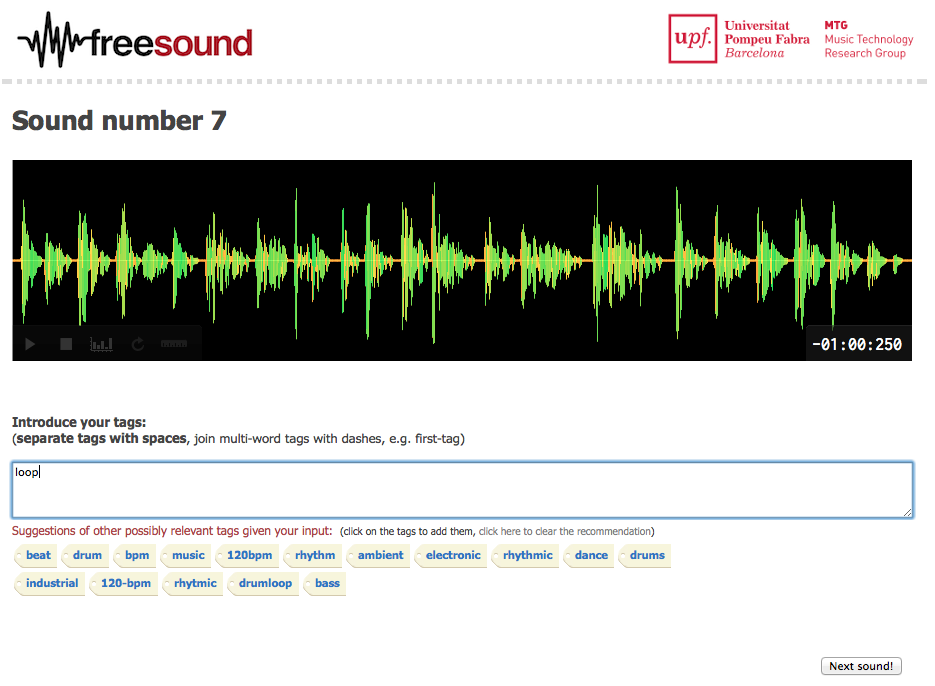 freesound
upf.
Universitat
Pompeu Fabra
Barcelona
MTG
Music Technology
Research Group
Sound number 7
-01:00:250
Introduce your tags:
(separate tags with spaces, join multi-word tags with dashes, e.g. first-tag)
loop
Suggestions of other possibly relevant tags given your input: (click on the tags to add them, click here to clear the recommendation)
beat drum bpm music 120bpm rhythm ambient electronic rhythmic dance drums
industrial 120-bpm rhytmic drumloop bass
Next sound!